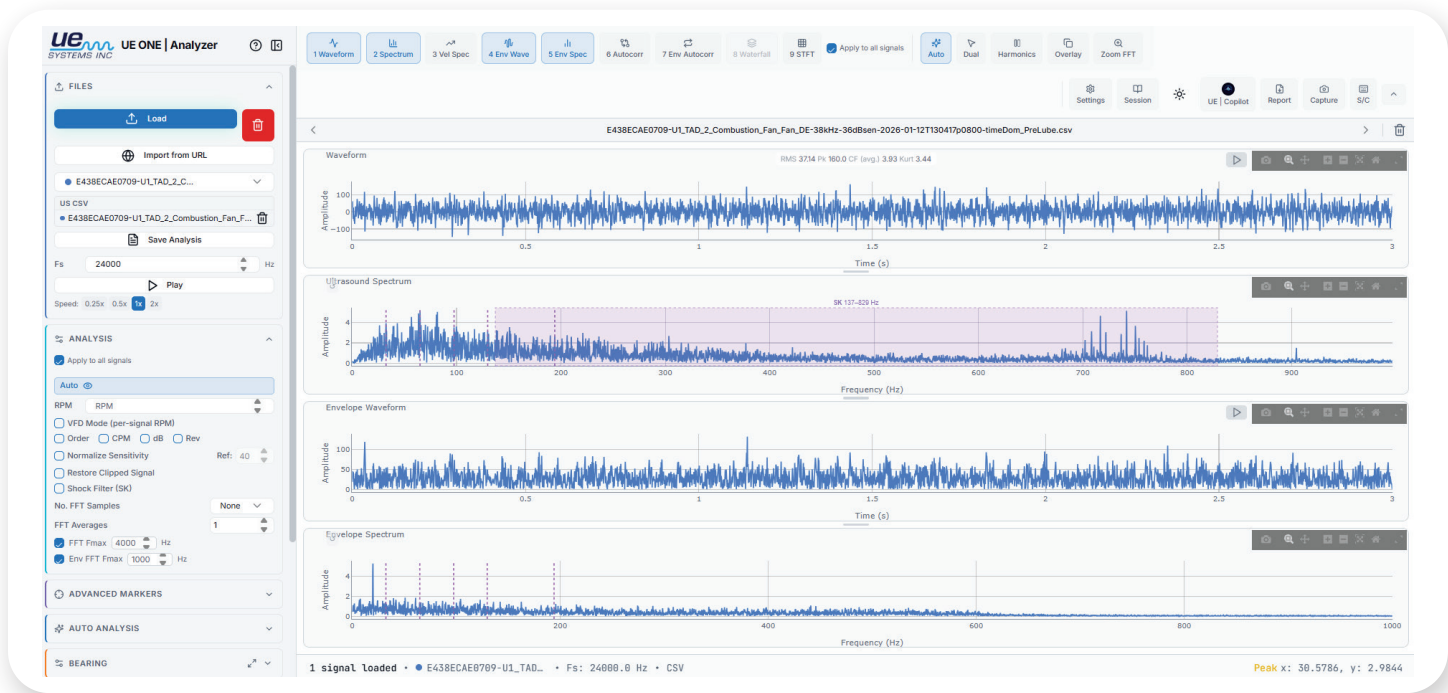 ue SYSTEMS INC UE ONE | Analyzer
FILES
Load
Import from URL
E438ECAE0709-U1_TAD_2_C...
US CSV
E438ECAE0709-U1_TAD_2_Combustion_Fan_F...
Save Analysis
Fs 24000 Hz
Play
Speed: 0.25x 0.5x 1x 2x
ANALYSIS
Apply to all signals
Auto
RPM RPM
VFD Mode (per-signal RPM)
Order CPM dB Rev
Normalize Sensitivity Ref: 40
Restore Clipped Signal
Shock Filter (SK)
No. FFT Samples None
FFT Averages 1
FFT Fmax 4000 Hz
Env FFT Fmax 1000 Hz
ADVANCED MARKERS
AUTO ANALYSIS
BEARING
1 Waveform 2 Spectrum 3 Vel Spec 4 Env Wave 5 Env Spec 6 Autocorr 7 Env Autocorr 8 Waterfall 9 STFT Apply to all signals Auto Dual Harmonics Overlay Zoom FFT
Settings Session UE | Copilot Report Capture S/C
E438ECAE0709-U1_TAD_2_Combustion_Fan_Fan_DE-38kHz-36dBsen-2026-01-12T130417p0800-timeDom_PreLube.csv
Waveform
RMS 37.14 Pk 160.0 CF (avg.) 3.93 Kurt 3.44
Amplitude
100
0
−100
0 0.5 1 1.5 2 2.5 3
Time (s)
Ultrasound Spectrum
SK 137–829 Hz
Amplitude
4
2
0
0 100 200 300 400 500 600 700 800 900
Frequency (Hz)
Envelope Waveform
Amplitude
100
50
0
0 0.5 1 1.5 2 2.5 3
Time (s)
Envelope Spectrum
Amplitude
4
2
0
0 200 400 600 800 1000
Frequency (Hz)
1 signal loaded • E438ECAE0709-U1_TAD… • Fs: 24000.0 Hz • CSV
Peak x: 30.5786, y: 2.9844